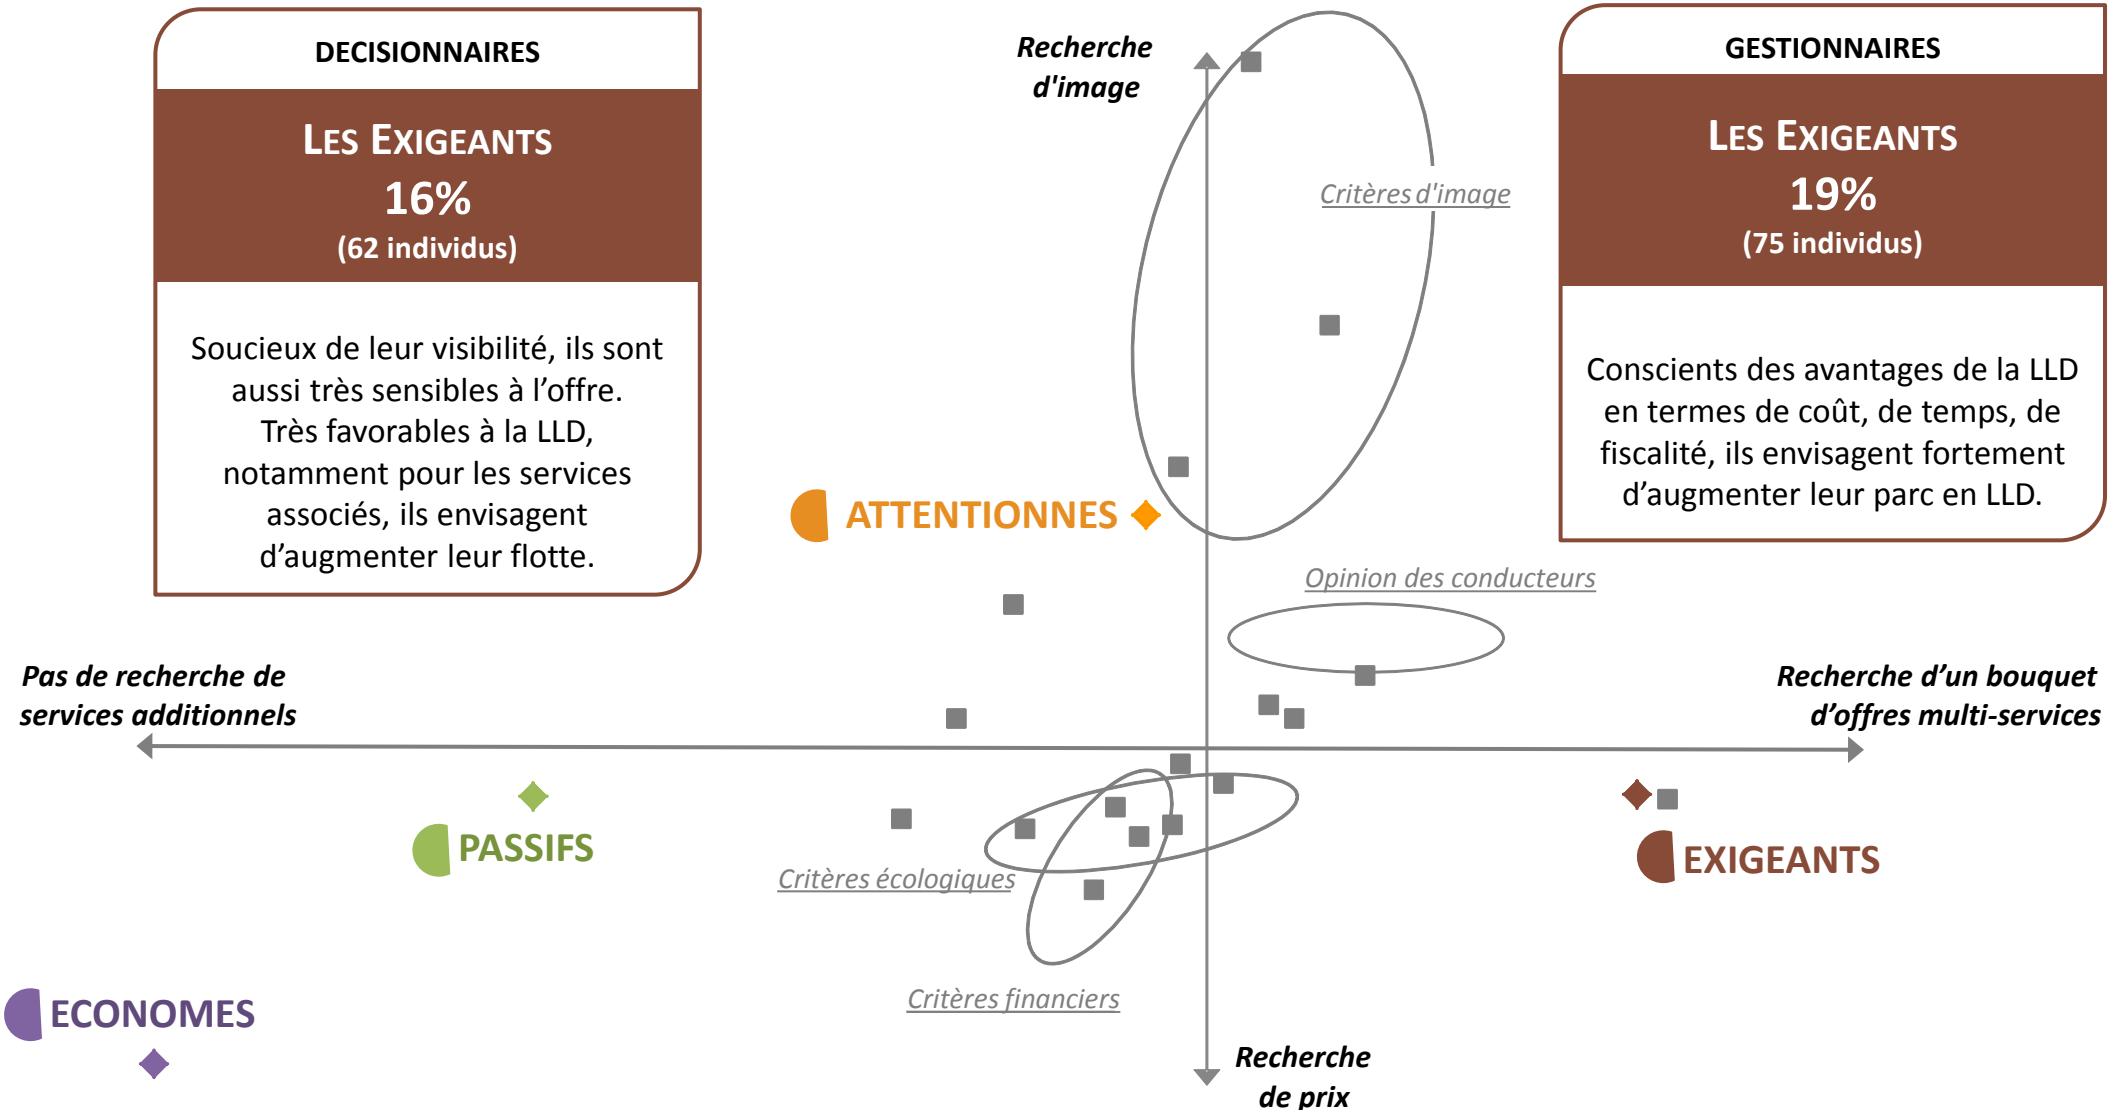 DECISIONNAIRES
LES EXIGEANTS
16%
(62 individus)
Soucieux de leur visibilité, ils sont
aussi très sensibles à l’offre.
Très favorables à la LLD,
notamment pour les services
associés, ils envisagent
d’augmenter leur flotte.
Recherche
d'image
GESTIONNAIRES
LES EXIGEANTS
19%
(75 individus)
Conscients des avantages de la LLD
en termes de coût, de temps, de
fiscalité, ils envisagent fortement
d’augmenter leur parc en LLD.
Critères d'image
ATTENTIONNES
Opinion des conducteurs
Pas de recherche de
services additionnels
Recherche d’un bouquet
d’offres multi-services
PASSIFS
EXIGEANTS
Critères écologiques
Critères financiers
ECONOMES
Recherche
de prix